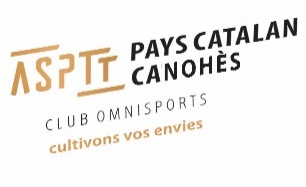 ASPTT PAYS CATALAN
CANOHÈS
CLUB OMNISPORTS
cultivons vos envies